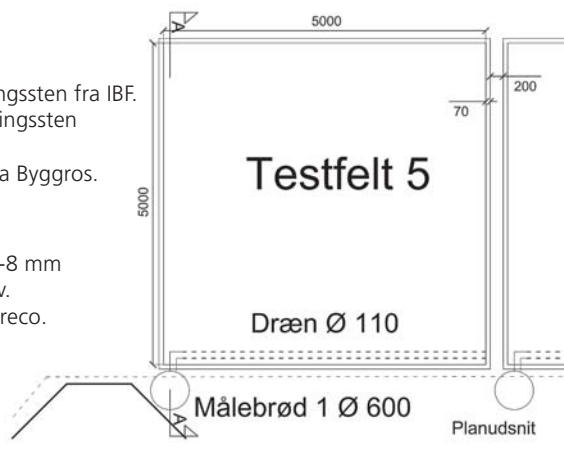 ngssten fra IBF.
ingssten
a Byggros.
-8 mm
v.
reco.
A
5000
200
70
5000
Testfelt 5
Dræn Ø 110
Målebrød 1 Ø 600
A
Planudsnit